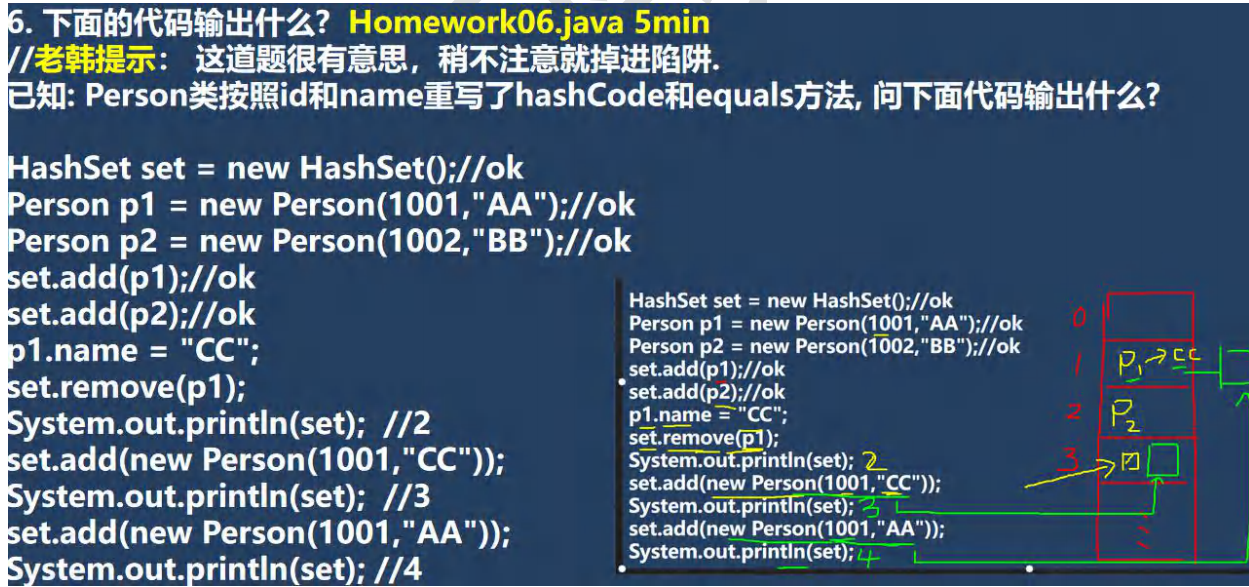 6. 下面的代码输出什么? Homework06.java 5min
//老韩提示: 这道题很有意思,稍不注意就掉进陷阱.
已知: Person类按照id和name重写了hashCode和equals方法, 问下面代码输出什么?
HashSet set = new HashSet();//ok
Person p1 = new Person(1001,"AA");//ok
Person p2 = new Person(1002,"BB");//ok
set.add(p1);//ok
set.add(p2);//ok
p1.name = "CC";
set.remove(p1);
System.out.println(set); //2
set.add(new Person(1001,"CC"));
System.out.println(set); //3
set.add(new Person(1001,"AA"));
System.out.println(set); //4
HashSet set = new HashSet();//ok
Person p1 = new Person(1001,"AA");//ok
Person p2 = new Person(1002,"BB");//ok
set.add(p1);//ok
set.add(p2);//ok
p1.name = "CC";
set.remove(p1);
System.out.println(set); 2
set.add(new Person(1001,"CC"));
System.out.println(set); 3
set.add(new Person(1001,"AA"));
System.out.println(set); 4
0
1 P1→CC
2 P2
3